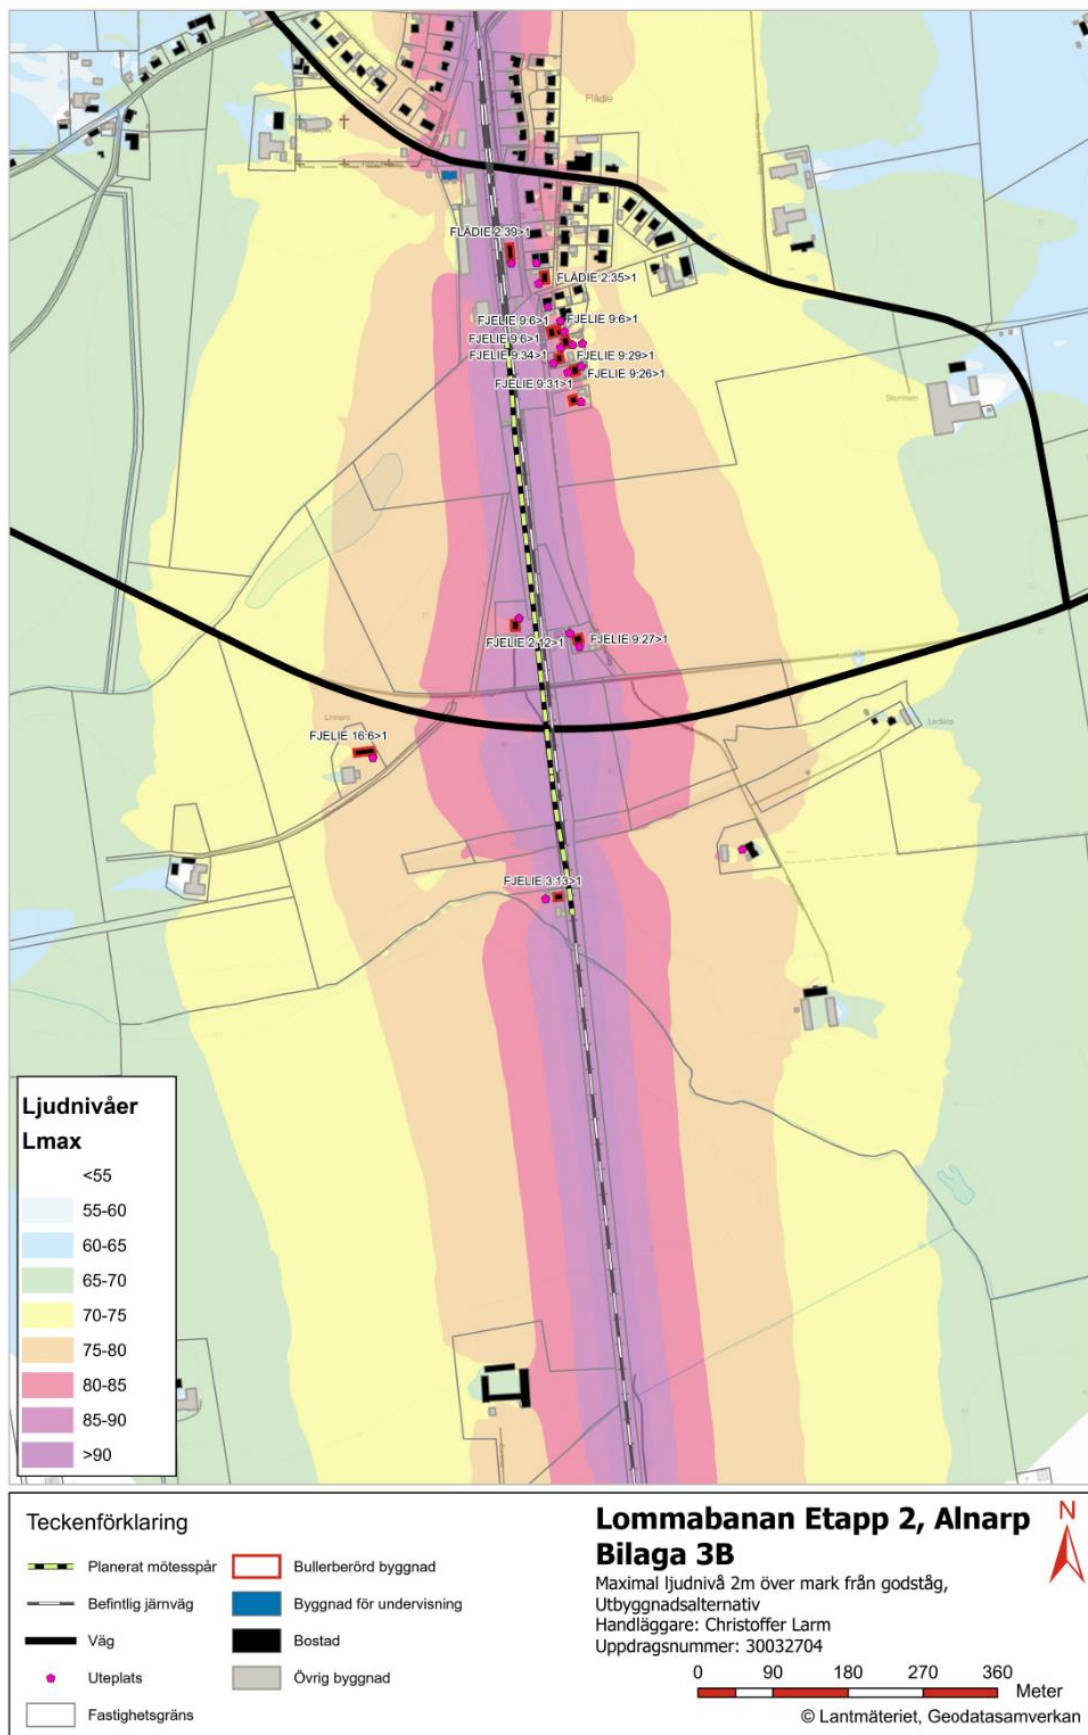 Flädie
FLÄDIE 2:39>1
FLÄDIE 2:35>1
FJELIE 9:6>1
FJELIE 9:6>1
FJELIE 9:6>1
FJELIE 9:34>1
FJELIE 9:29>1
FJELIE 9:26>1
FJELIE 9:31>1
FJELIE 2:12>1
FJELIE 9:27>1
FJELIE 16:6>1
FJELIE 3:13>1
Ljudnivåer
Lmax
<55
55-60
60-65
65-70
70-75
75-80
80-85
85-90
>90
Teckenförklaring
Planerat mötesspår
Befintlig järnväg
Väg
Uteplats
Fastighetsgräns
Bullerberörd byggnad
Byggnad för undervisning
Bostad
Övrig byggnad
Lommabanan Etapp 2, Alnarp
Bilaga 3B
Maximal ljudnivå 2m över mark från godståg,
Utbyggnadsalternativ
Handläggare: Christoffer Larm
Uppdragsnummer: 30032704
N
0 90 180 270 360
Meter
© Lantmäteriet, Geodatasamverkan